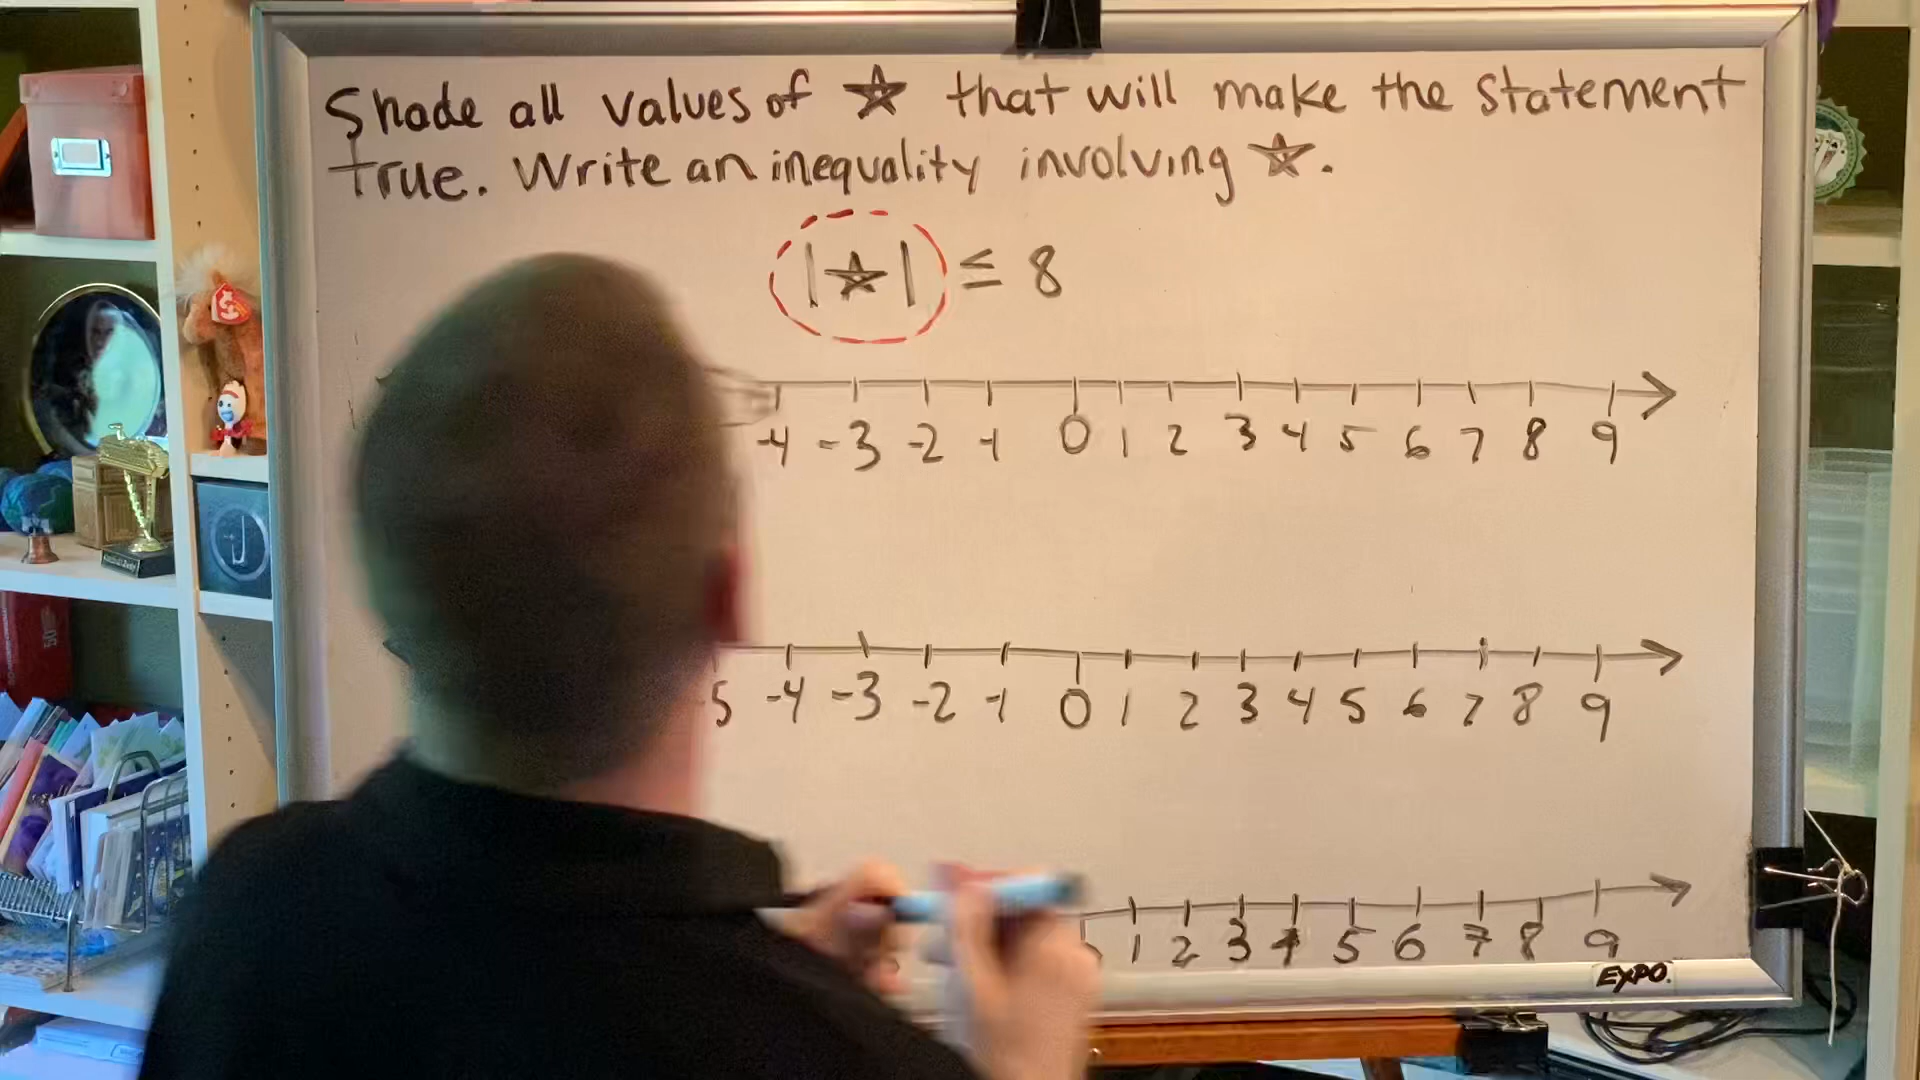 Shade all values of ☆ that will make the statement
true. Write an inequality involving ☆.
|☆| ≤ 8
-4 -3 -2 -1 0 1 2 3 4 5 6 7 8 9
5 -4 -3 -2 -1 0 1 2 3 4 5 6 7 8 9
1 2 3 4 5 6 7 8 9
EXPO
J